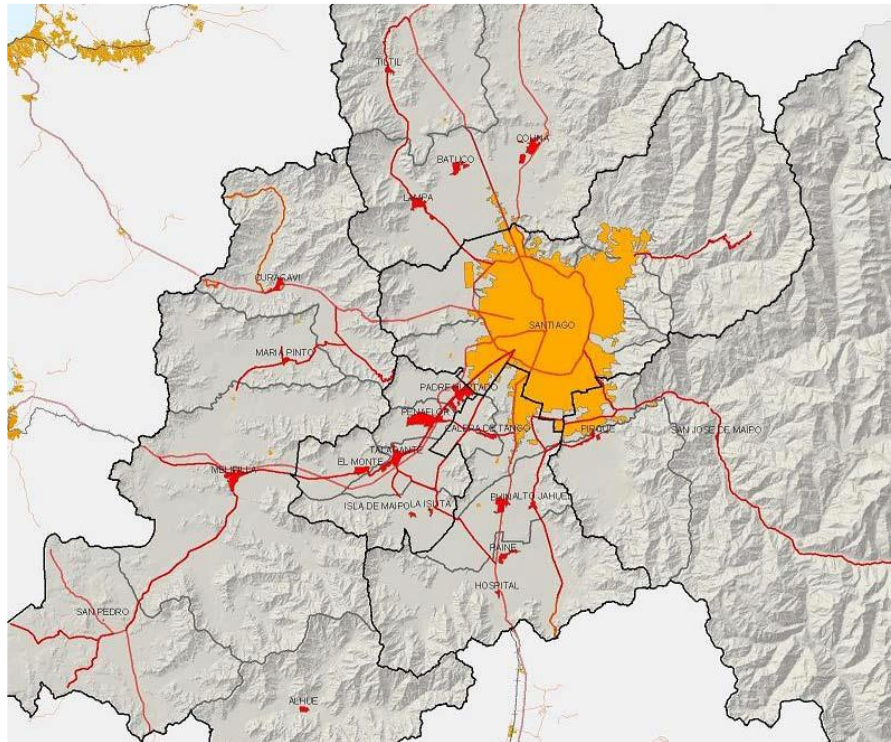 TILTIL
COLINA
BATUCO
LAMPA
CURACAVI
SANTIAGO
MARIA PINTO
PADRE HURTADO
PEÑAFLOR
CALERA DE TANGO
PIRQUE
SAN JOSE DE MAIPO
TALAGANTE
EL MONTE
MELIPILLA
ISLA DE MAIPO
LA ISLITA
BUIN
ALTO JAHUEL
PAINE
HOSPITAL
SAN PEDRO
ALHUE